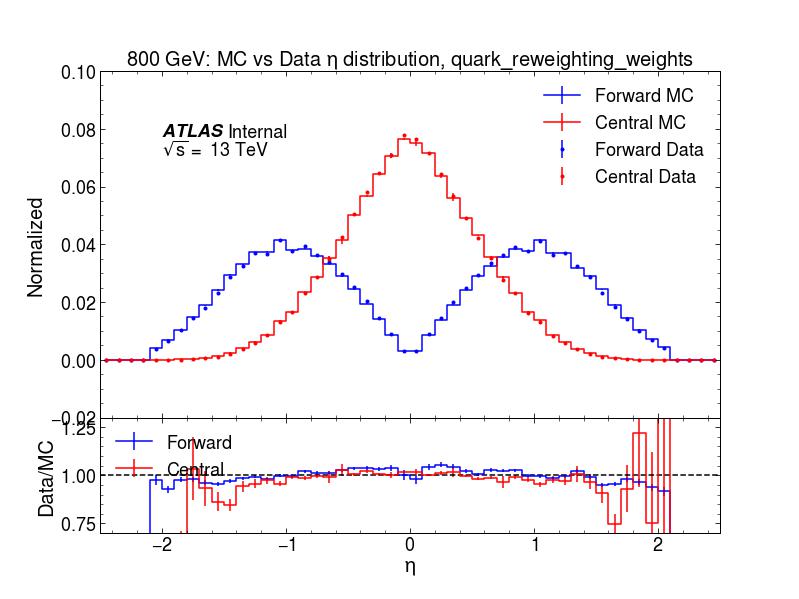 800 GeV: MC vs Data η distribution, quark_reweighting_weights
0.10
0.08
0.06
0.04
0.02
0.00
−0.02
Normalized
ATLAS Internal
√s = 13 TeV
Forward MC
Central MC
Forward Data
Central Data
1.25
1.00
0.75
Data/MC
Forward
Central
−2
−1
0
1
2
η